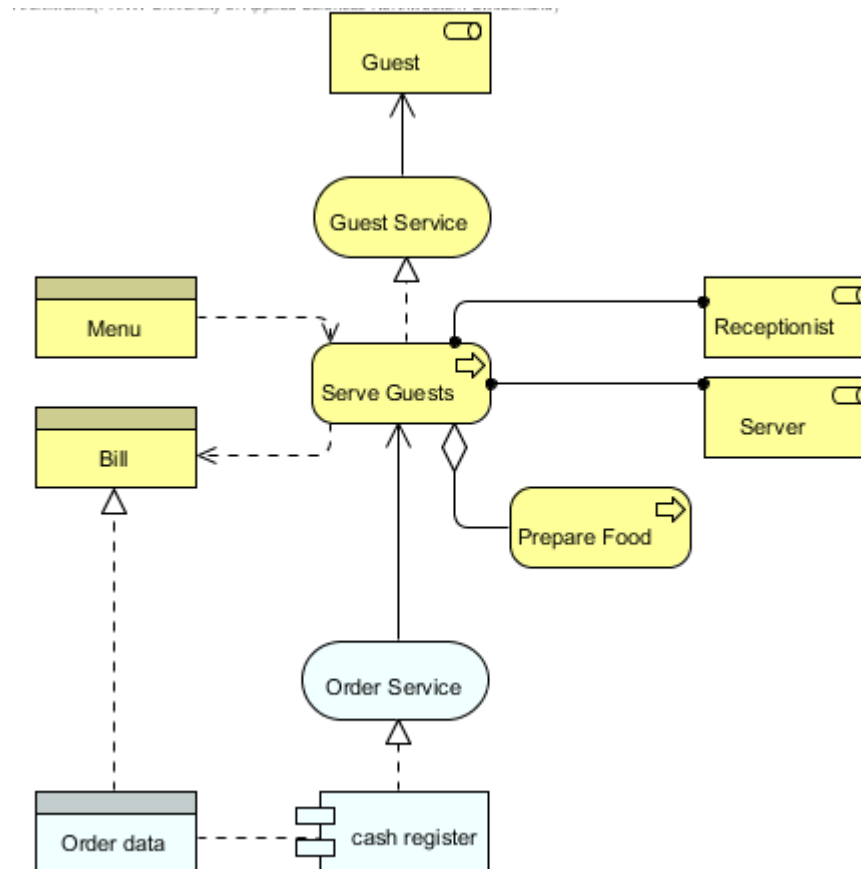 Guest
Guest Service
Menu
Receptionist
Serve Guests
Server
Bill
Prepare Food
Order Service
Order data
cash register